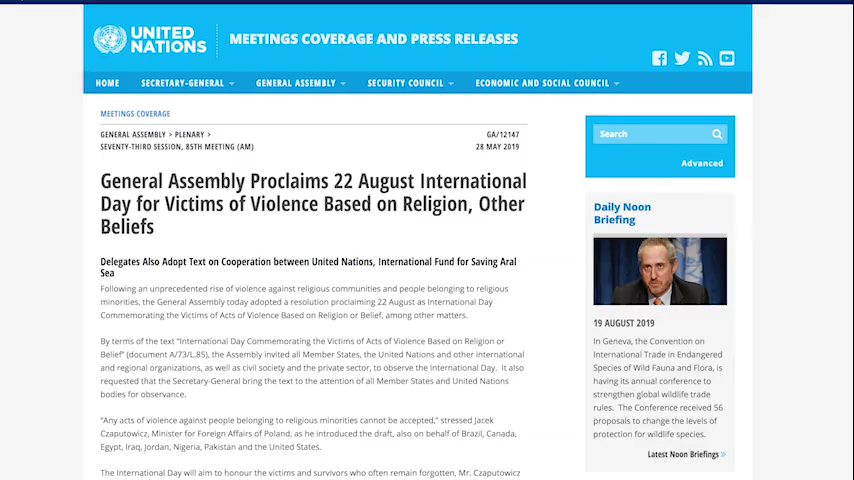 UNITED
NATIONS
MEETINGS COVERAGE AND PRESS RELEASES
HOME SECRETARY-GENERAL GENERAL ASSEMBLY SECURITY COUNCIL ECONOMIC AND SOCIAL COUNCIL
MEETINGS COVERAGE
GENERAL ASSEMBLY > PLENARY >
SEVENTY-THIRD SESSION, 85TH MEETING (AM)
GA/12147
28 MAY 2019
General Assembly Proclaims 22 August International
Day for Victims of Violence Based on Religion, Other
Beliefs
Delegates Also Adopt Text on Cooperation between United Nations, International Fund for Saving Aral
Sea
Following an unprecedented rise of violence against religious communities and people belonging to religious
minorities, the General Assembly today adopted a resolution proclaiming 22 August as International Day
Commemorating the Victims of Acts of Violence Based on Religion or Belief, among other matters.
By terms of the text “International Day Commemorating the Victims of Acts of Violence Based on Religion or
Belief” (document A/73/L.85), the Assembly invited all Member States, the United Nations and other international
and regional organizations, as well as civil society and the private sector, to observe the International Day. It also
requested that the Secretary-General bring the text to the attention of all Member States and United Nations
bodies for observance.
“Any acts of violence against people belonging to religious minorities cannot be accepted,” stressed Jacek
Czaputowicz, Minister for Foreign Affairs of Poland, as he introduced the draft, also on behalf of Brazil, Canada,
Egypt, Iraq, Jordan, Nigeria, Pakistan and the United States.
The International Day will aim to honour the victims and survivors who often remain forgotten, Mr. Czaputowicz
Search
Advanced
Daily Noon
Briefing
19 AUGUST 2019
In Geneva, the Convention on
International Trade in Endangered
Species of Wild Fauna and Flora, is
having its annual conference to
strengthen global wildlife trade
rules. The Conference received 56
proposals to change the levels of
protection for wildlife species.
Latest Noon Briefings »